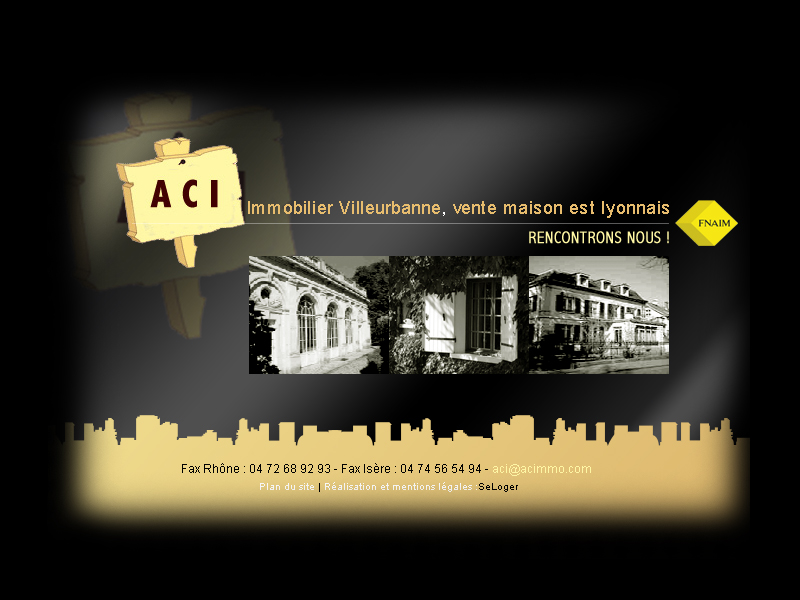 ACI
Immobilier Villeurbanne, vente maison est lyonnais
FNAIM
RENCONTRONS NOUS !
Fax Rhône : 04 72 68 92 93 - Fax Isère : 04 74 56 54 94 - aci@acimmo.com
Plan du site | Réalisation et mentions légales SeLoger